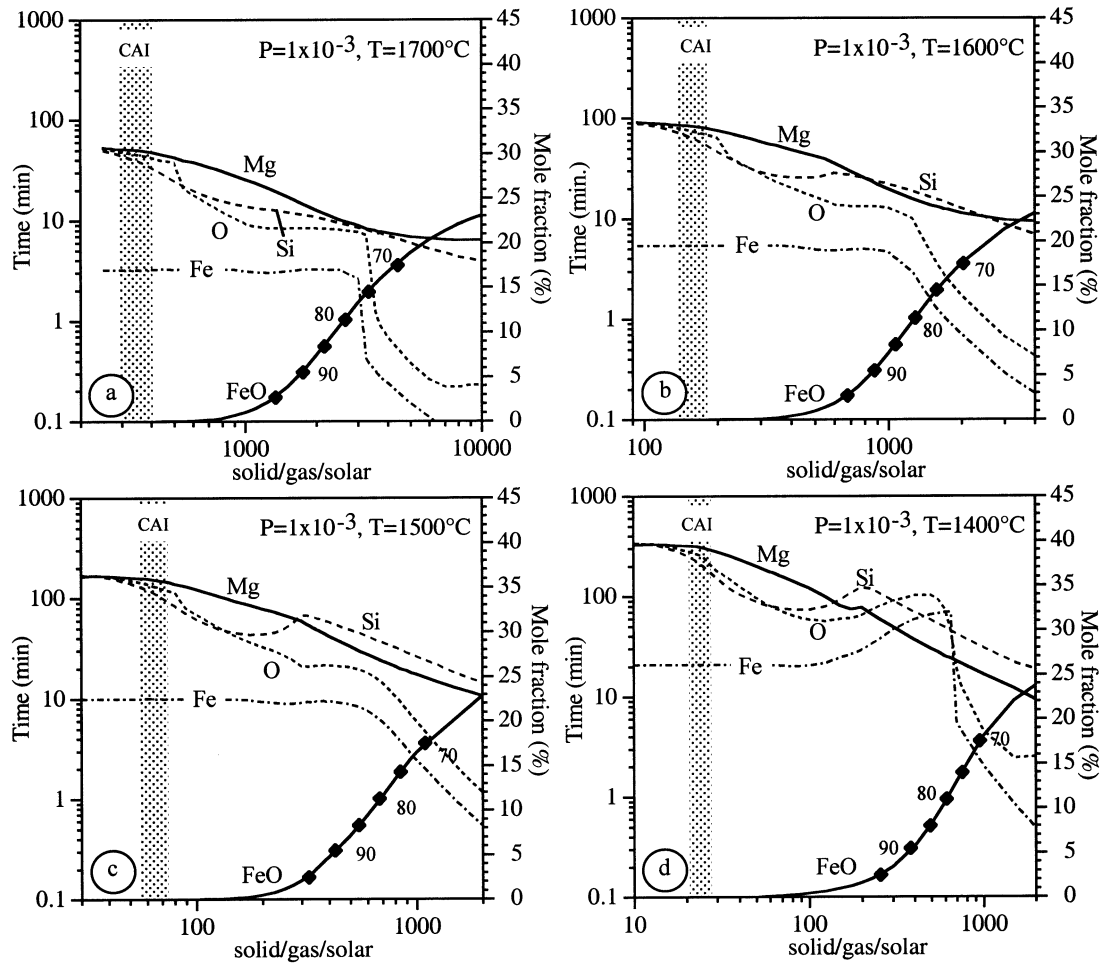 1000
100
10
1
0.1
Time (min)
CAI
P=1x10-3, T=1700°C
Mg
O
Si
Fe
FeO
70
80
90
a
45
40
35
30
25
20
15
10
5
0
Mole fraction (%)
1000
10000
solid/gas/solar
1000
100
10
1
0.1
Time (min.)
CAI
P=1x10-3, T=1600°C
Mg
Si
O
Fe
FeO
70
80
90
b
45
40
35
30
25
20
15
10
5
0
Mole fraction (%)
100
1000
solid/gas/solar
1000
100
10
1
0.1
Time (min)
CAI
P=1x10-3, T=1500°C
Mg
Si
O
Fe
FeO
70
80
90
c
45
40
35
30
25
20
15
10
5
0
Mole fraction (%)
100
1000
solid/gas/solar
1000
100
10
1
0.1
Time (min)
CAI
P=1x10-3, T=1400°C
Mg
Si
O
Fe
FeO
70
80
90
d
45
40
35
30
25
20
15
10
5
0
Mole fraction (%)
10
100
1000
solid/gas/solar